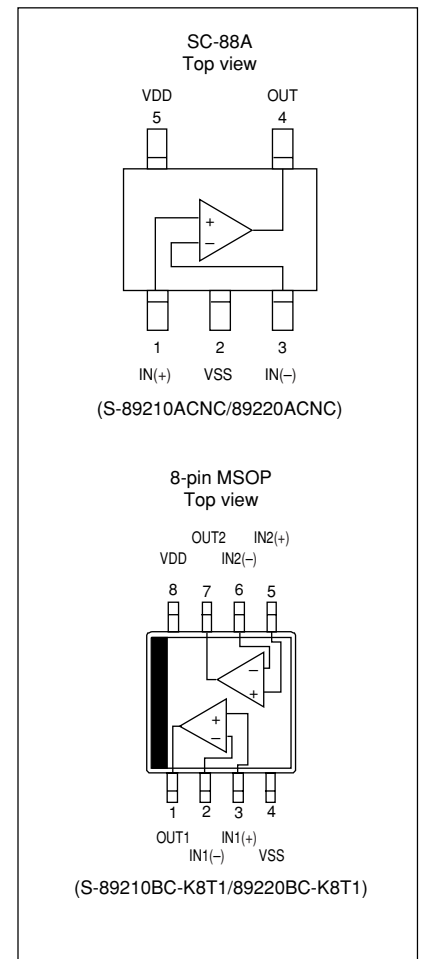 SC-88A
Top view
VDD OUT
5 4
+
–
1 2 3
IN(+) VSS IN(–)
(S-89210ACNC/89220ACNC)
8-pin MSOP
Top view
OUT2 IN2(+)
VDD IN2(–)
8 7 6 5
–
+
+
–
1 2 3 4
OUT1 IN1(+)
IN1(–) VSS
(S-89210BC-K8T1/89220BC-K8T1)